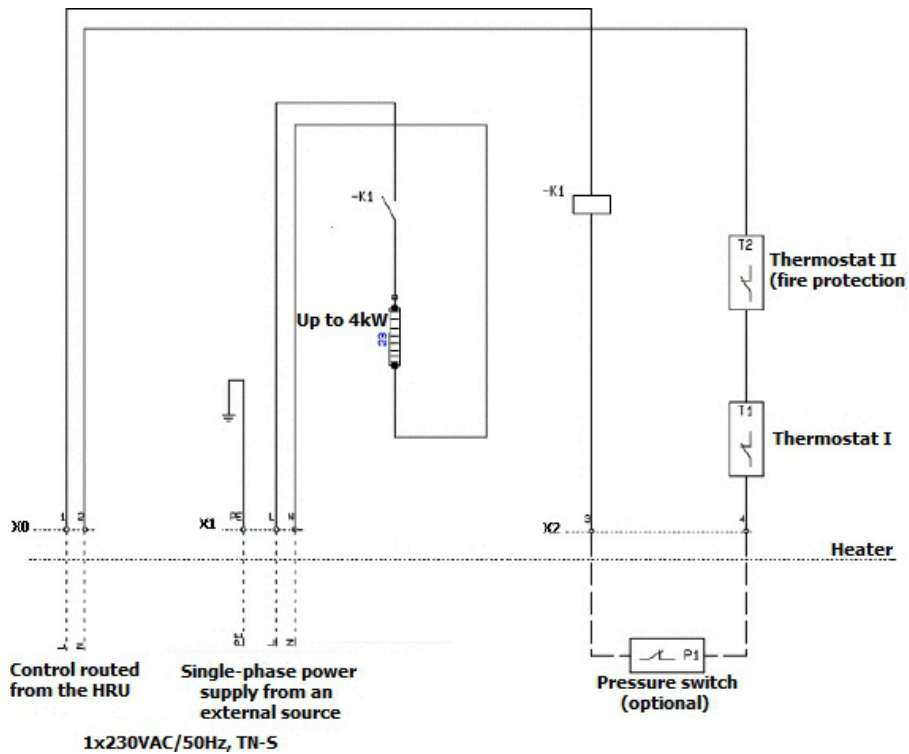 -K1
-K1
T2
Thermostat II
(fire protection)
Up to 4kW
23
T1
Thermostat I
X0
1
2
X1
PE
L
N
X2
3
4
Heater
L
N
PE
L
N
P1
Control routed
from the HRU
Single-phase power
supply from an
external source
Pressure switch
(optional)
1x230VAC/50Hz, TN-S